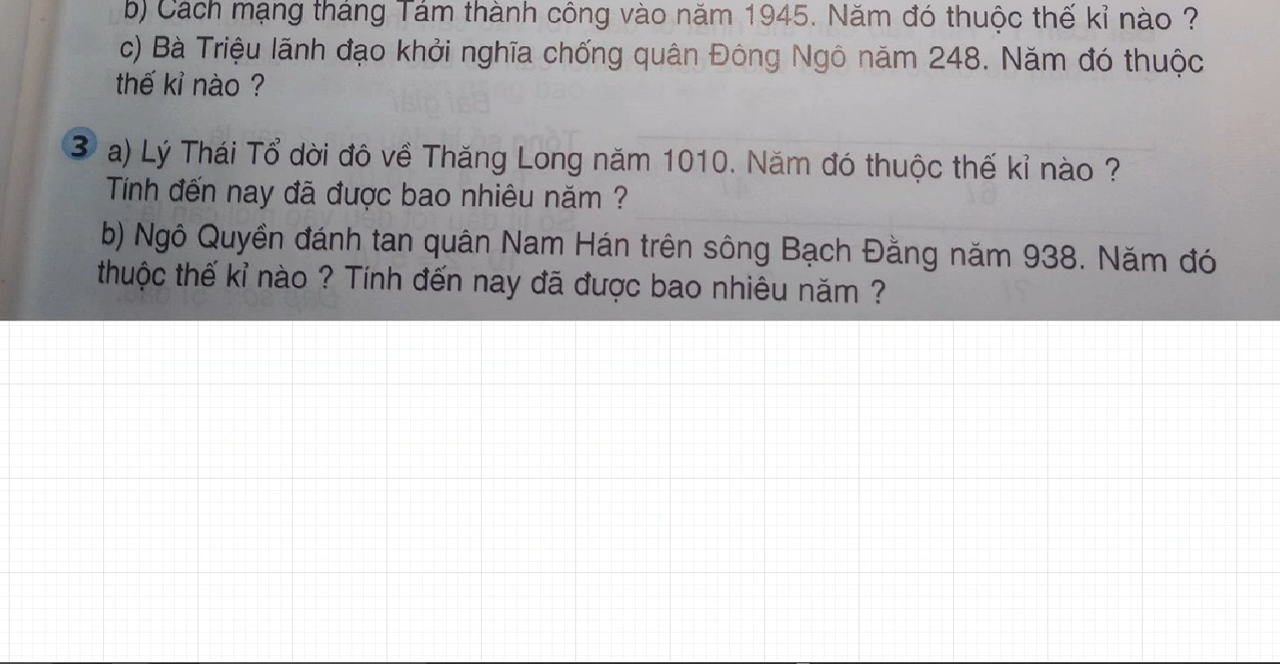 b) Cách mạng tháng Tám thành công vào năm 1945. Năm đó thuộc thế kỉ nào ?
c) Bà Triệu lãnh đạo khởi nghĩa chống quân Đông Ngô năm 248. Năm đó thuộc
thế kỉ nào ?
3 a) Lý Thái Tổ dời đô về Thăng Long năm 1010. Năm đó thuộc thế kỉ nào ?
Tính đến nay đã được bao nhiêu năm ?
b) Ngô Quyền đánh tan quân Nam Hán trên sông Bạch Đằng năm 938. Năm đó
thuộc thế kỉ nào ? Tính đến nay đã được bao nhiêu năm ?